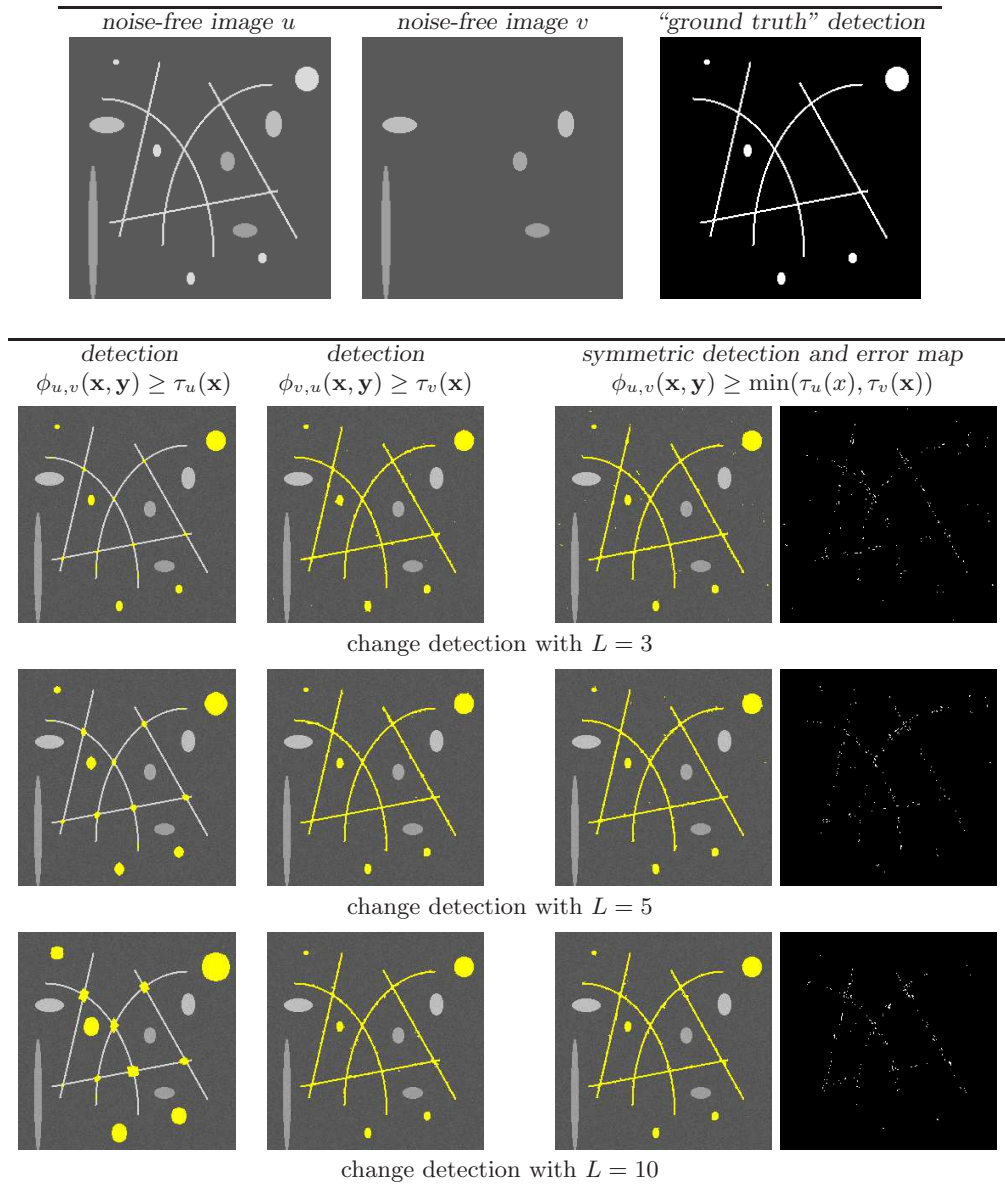 noise-free image u noise-free image v “ground truth” detection
detection detection symmetric detection and error map
ϕu,v(x, y) ≥ τu(x) ϕv,u(x, y) ≥ τv(x) ϕu,v(x, y) ≥ min(τu(x), τv(x))
change detection with L = 3
change detection with L = 5
change detection with L = 10